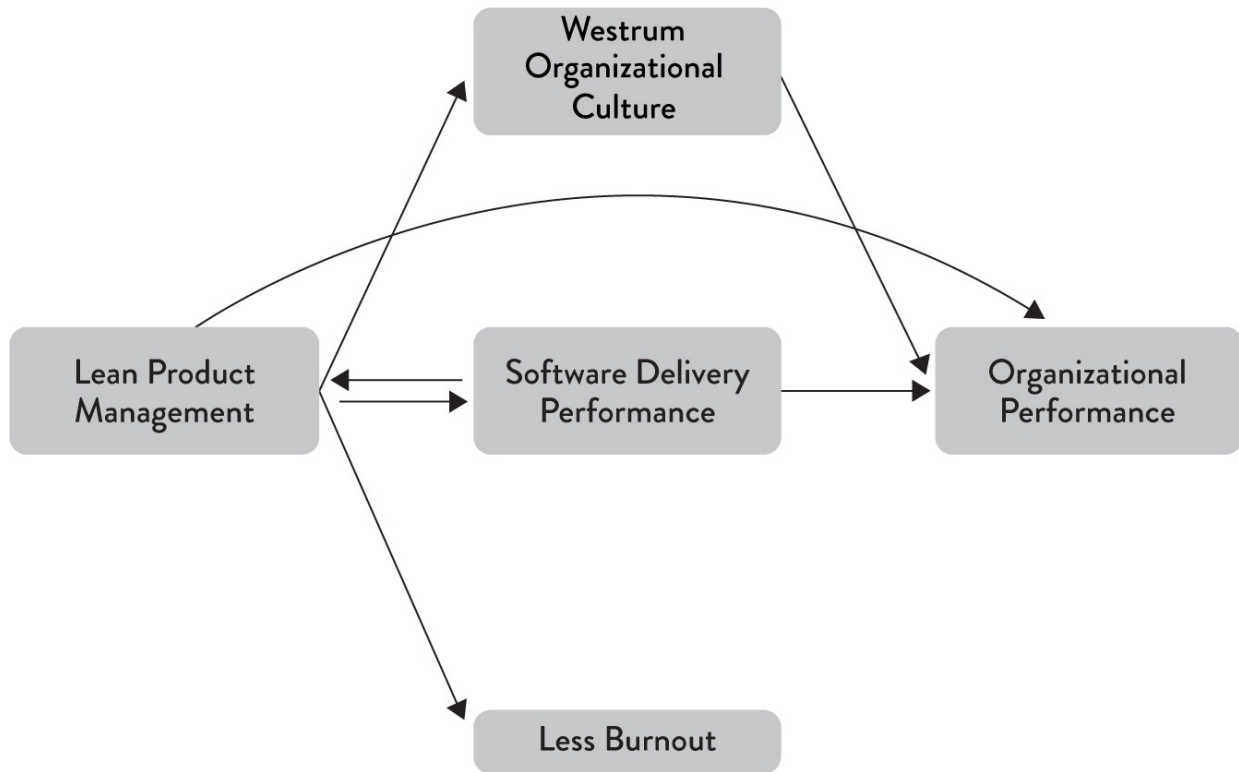 Westrum
Organizational
Culture
Lean Product
Management
Software Delivery
Performance
Organizational
Performance
Less Burnout